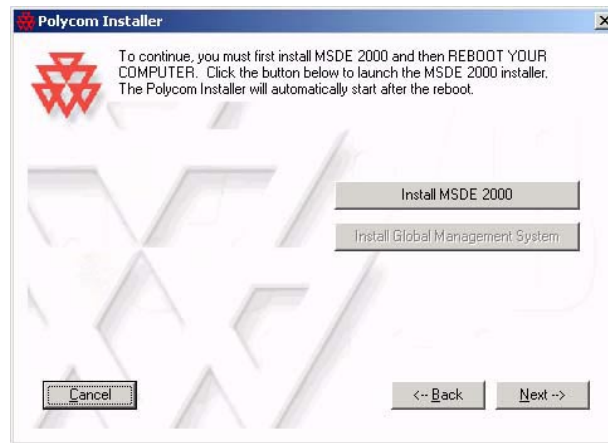 Polycom Installer
To continue, you must first install MSDE 2000 and then REBOOT YOUR
COMPUTER. Click the button below to launch the MSDE 2000 installer.
The Polycom Installer will automatically start after the reboot.
Install MSDE 2000
Install Global Management System
Cancel
<-- Back
Next -->